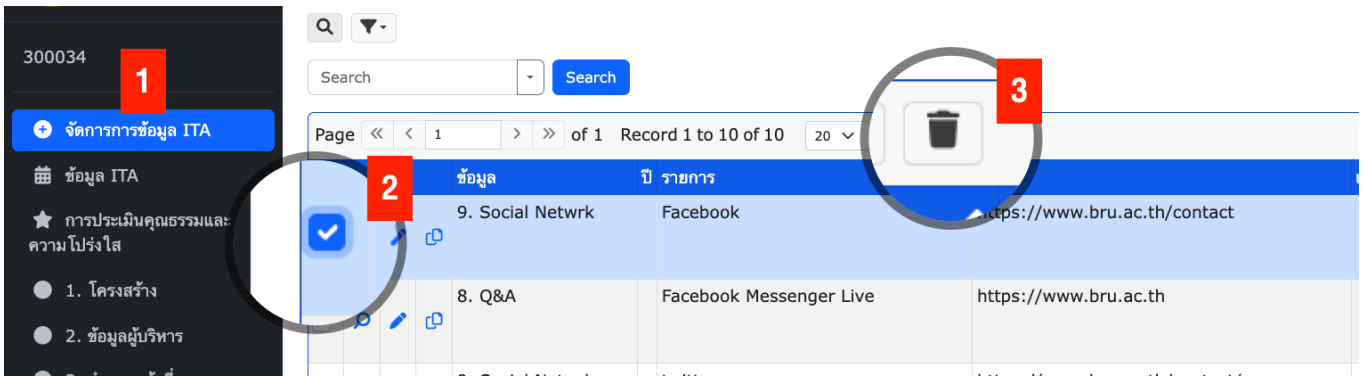 300034
1
จัดการการข้อมูล ITA
ข้อมูล ITA
การประเมินคุณธรรมและ
ความโปร่งใส
1. โครงสร้าง
2. ข้อมูลผู้บริหาร
Search
Search
3
Page 1 of 1 Record 1 to 10 of 10 20
2
ข้อมูล ปี รายการ
9. Social Netwrk Facebook https://www.bru.ac.th/contact
8. Q&A Facebook Messenger Live https://www.bru.ac.th